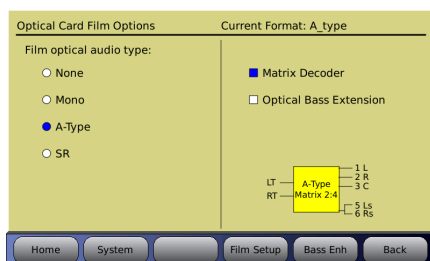 Optical Card Film Options
Current Format: A_type
Film optical audio type:
None
Mono
A-Type
SR
Matrix Decoder
Optical Bass Extension
LT
RT
A-Type
Matrix 2:4
1 L
2 R
3 C
5 Ls
6 Rs
Home
System
Film Setup
Bass Enh
Back